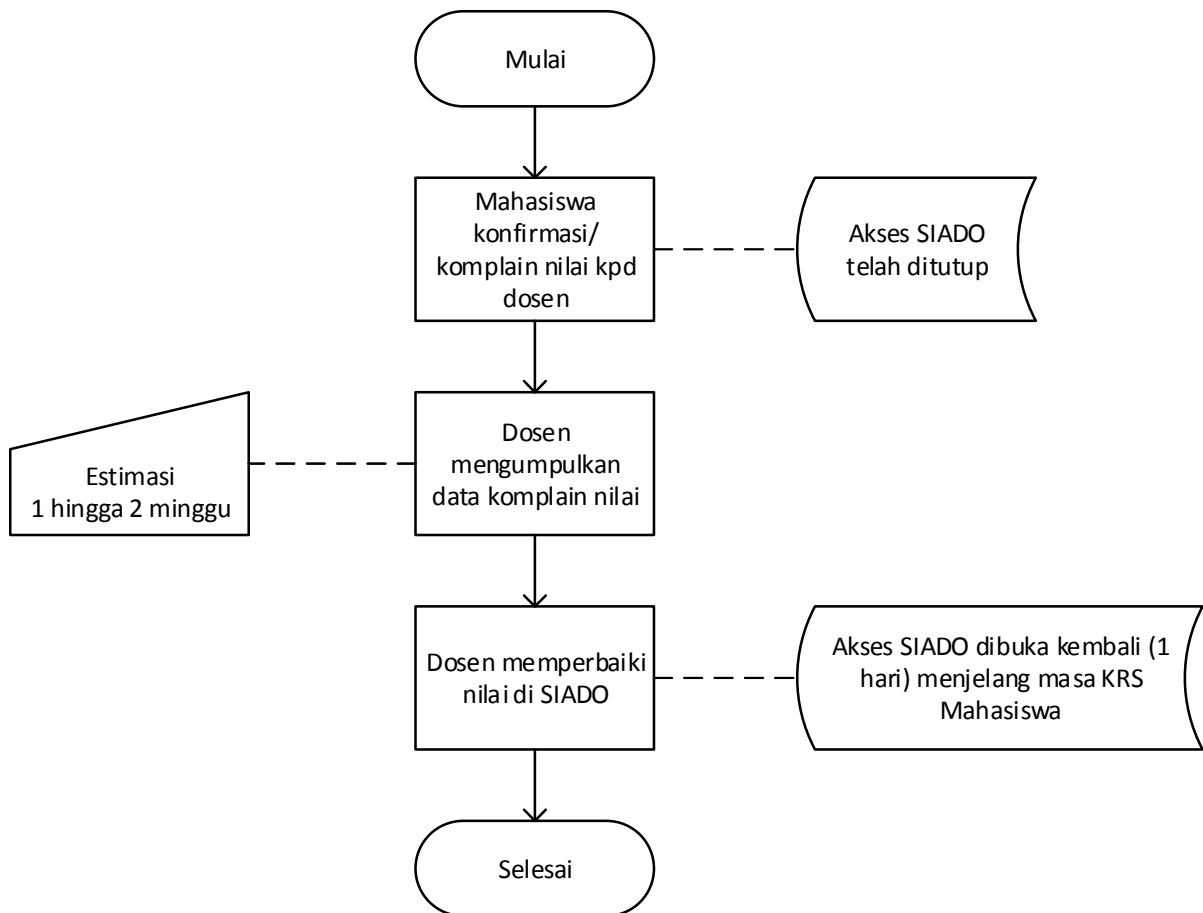 Mulai
Mahasiswa
konfirmasi/
komplain nilai kpd
dosen
Akses SIADO
telah ditutup
Estimasi
1 hingga 2 minggu
Dosen
mengumpulkan
data komplain nilai
Dosen memperbaiki
nilai di SIADO
Akses SIADO dibuka kembali (1
hari) menjelang masa KRS
Mahasiswa
Selesai